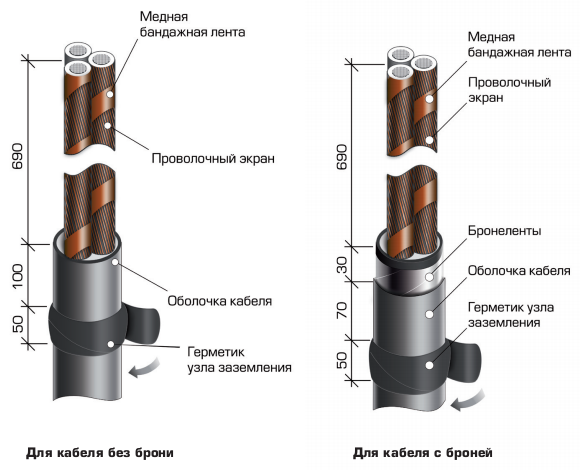 Медная
бандажная лента
690
Проволочный экран
100
Оболочка кабеля
50
Герметик
узла заземления
Для кабеля без брони
Медная
бандажная лента
Проволочный
экран
690
Бронеленты
30
Оболочка кабеля
70
Герметик узла
заземления
50
Для кабеля с броней